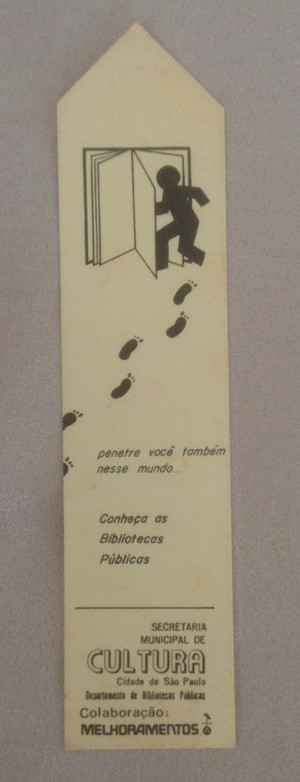 penetre você também
nesse mundo...
Conheça as
Bibliotecas
Públicas
SECRETARIA
MUNICIPAL DE
CULTURA
Cidade de São Paulo
Departamento de Bibliotecas Públicas
Colaboração:
MELHORAMENTOS